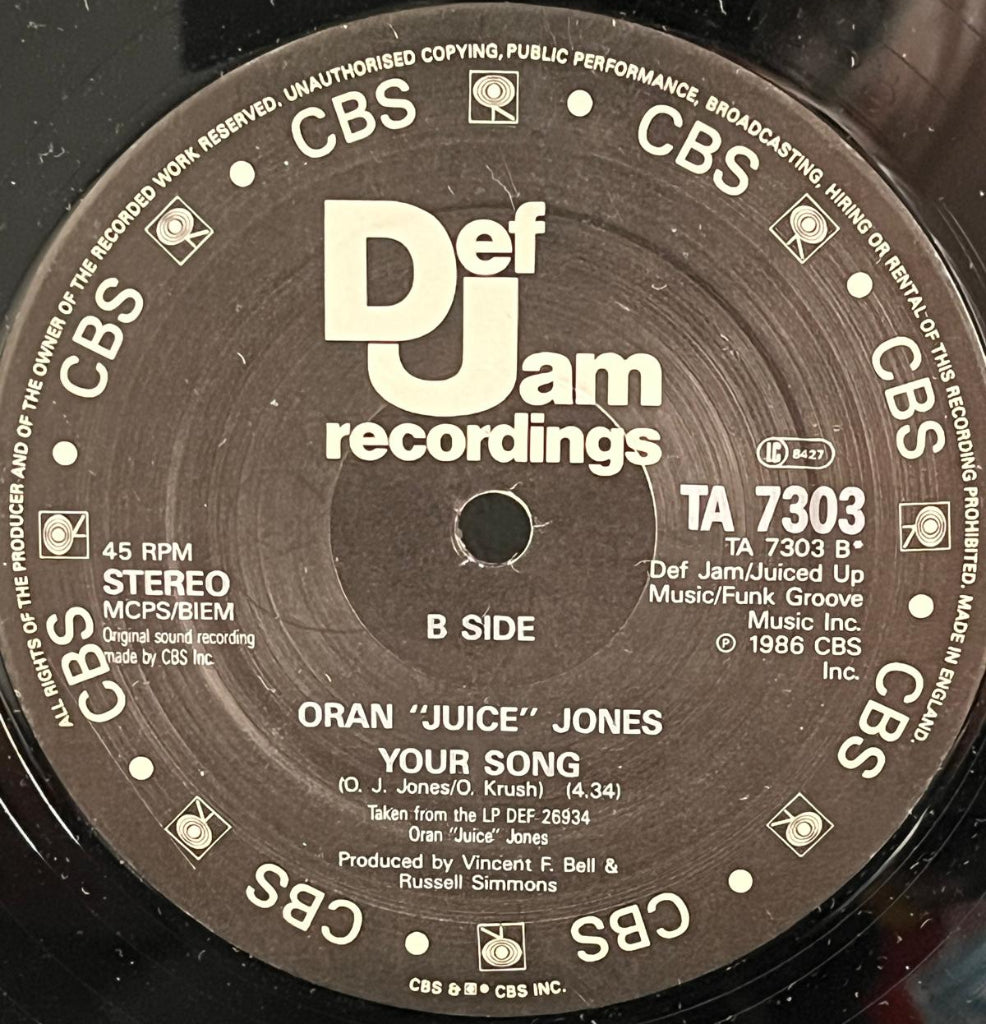 ALL RIGHTS OF THE PRODUCER AND OF THE OWNER OF THE RECORDED WORK RESERVED. UNAUTHORISED COPYING, PUBLIC PERFORMANCE, BROADCASTING, HIRING OR RENTAL OF THIS RECORDING PROHIBITED. MADE IN ENGLAND.
CBS
CBS
CBS
CBS
CBS
CBS
CBS
CBS
Def
Jam
recordings
LC 8427
TA 7303
TA 7303 B*
Def Jam/Juiced Up
Music/Funk Groove
Music Inc.
℗ 1986 CBS
Inc.
45 RPM
STEREO
MCPS/BIEM
Original sound recording
made by CBS Inc.
B SIDE
ORAN "JUICE" JONES
YOUR SONG
(O. J. Jones/O. Krush) (4.34)
Taken from the LP DEF 26934
Oran "Juice" Jones
Produced by Vincent F. Bell &
Russell Simmons
CBS & ● CBS INC.